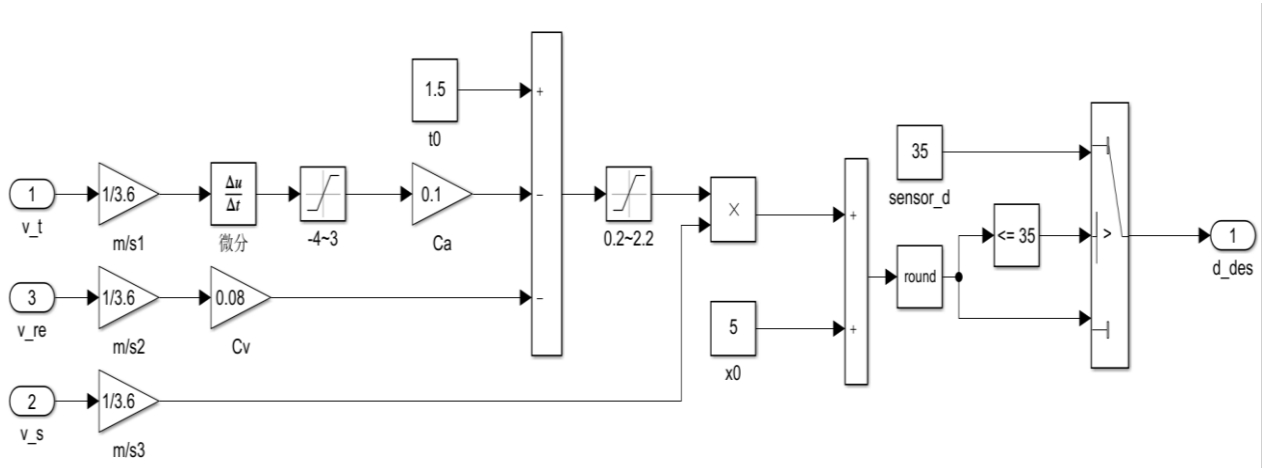 1.5
t0
+
1
v_t
1/3.6
m/s1
Δu
Δt
微分
-4~3
0.1
Ca
-
0.2~2.2
×
35
sensor_d
+
<= 35
>
1
d_des
3
v_re
1/3.6
m/s2
0.08
Cv
-
round
5
x0
+
2
v_s
1/3.6
m/s3